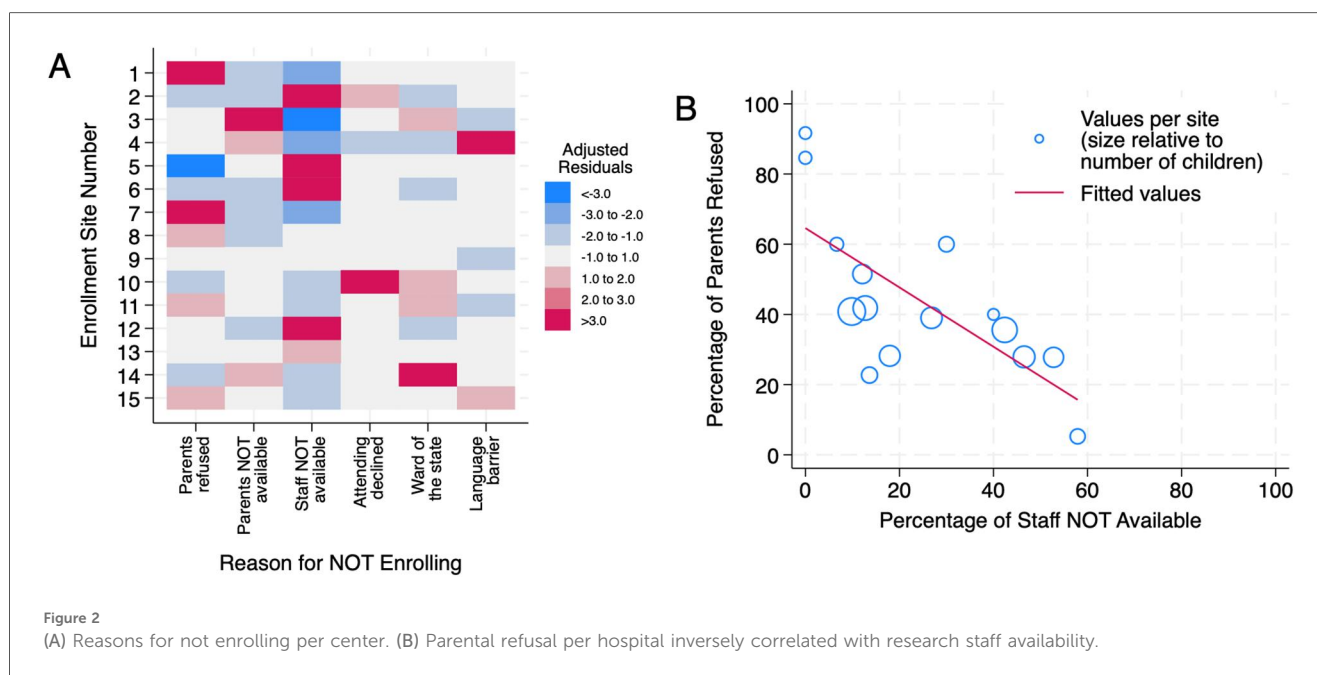 A
Enrollment Site Number
1
2
3
4
5
6
7
8
9
10
11
12
13
14
15
Parents
refused
Parents NOT
available
Staff NOT
available
Attending
declined
Ward of
the state
Language
barrier
Reason for NOT Enrolling
Adjusted
Residuals
<-3.0
-3.0 to -2.0
-2.0 to -1.0
-1.0 to 1.0
1.0 to 2.0
2.0 to 3.0
>3.0
B
Percentage of Parents Refused
100
80
60
40
20
0
0
20
40
60
80
100
Percentage of Staff NOT Available
Values per site
(size relative to
number of children)
Fitted values
Figure 2
(A) Reasons for not enrolling per center. (B) Parental refusal per hospital inversely correlated with research staff availability.